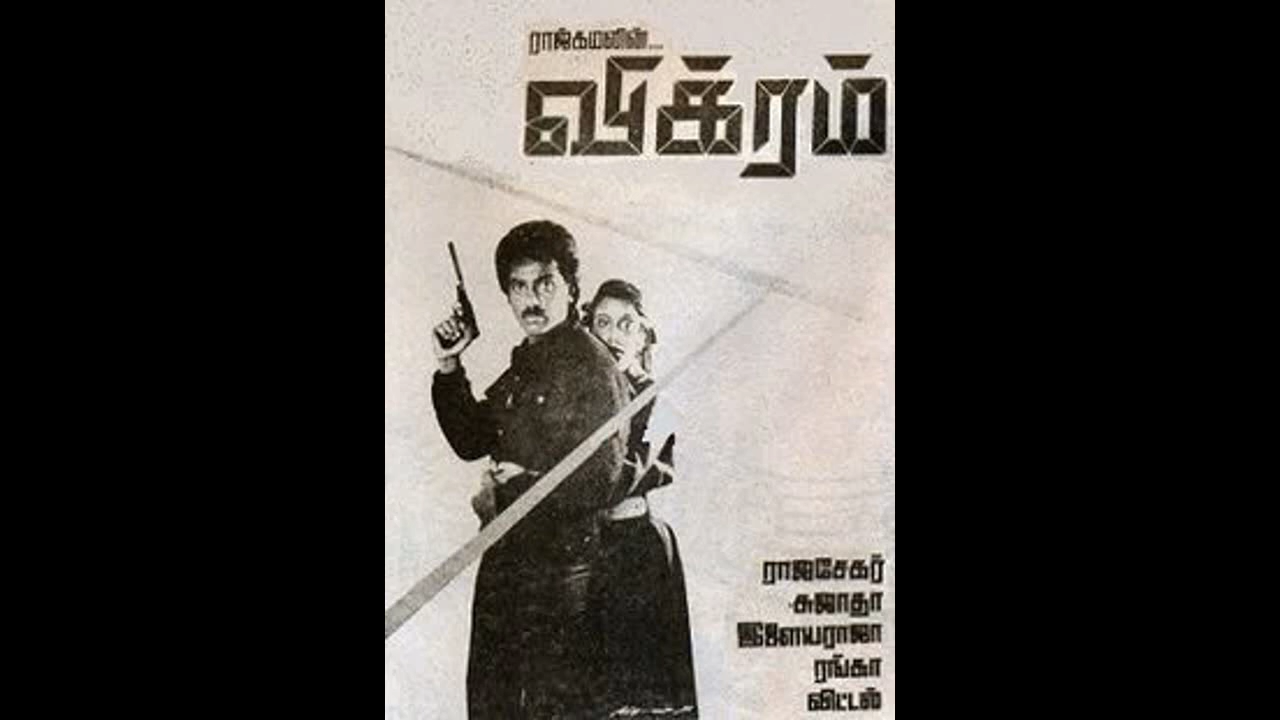 ராஜ்கமலின்...
விக்ரம்
ராஜசேகர்
சுஜாதா
இளையராஜா
ரங்கா
விட்டல்